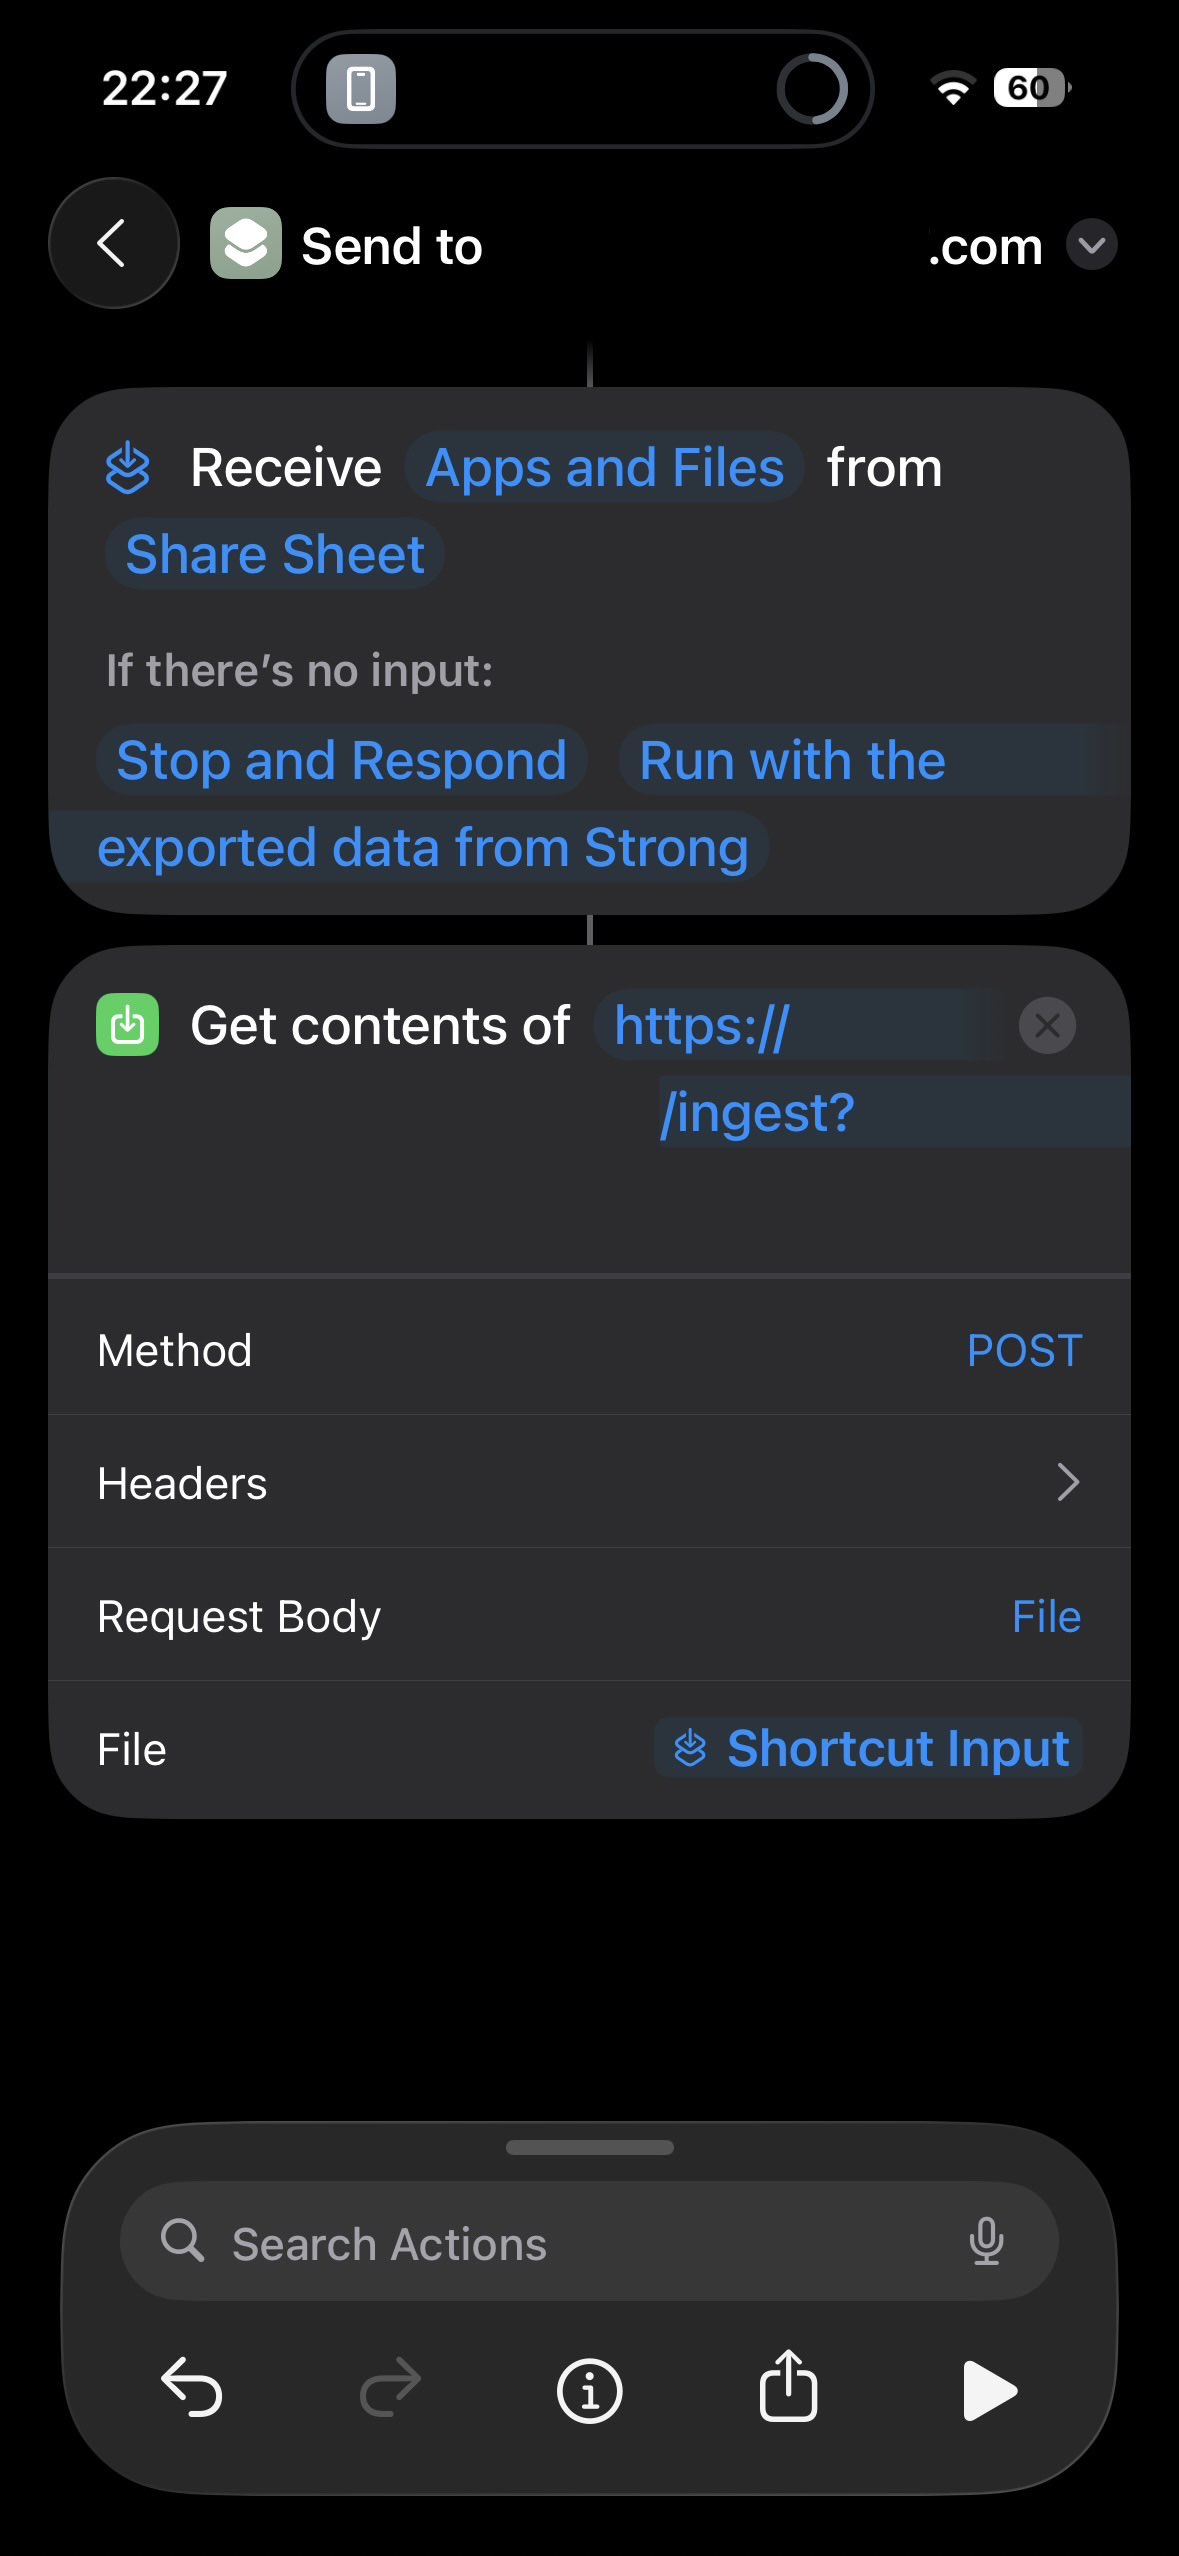 22:27
60
Send to .com
Receive Apps and Files from
Share Sheet
If there’s no input:
Stop and Respond Run with the
exported data from Strong
Get contents of https://
/ingest?
Method POST
Headers
Request Body File
File Shortcut Input
Search Actions